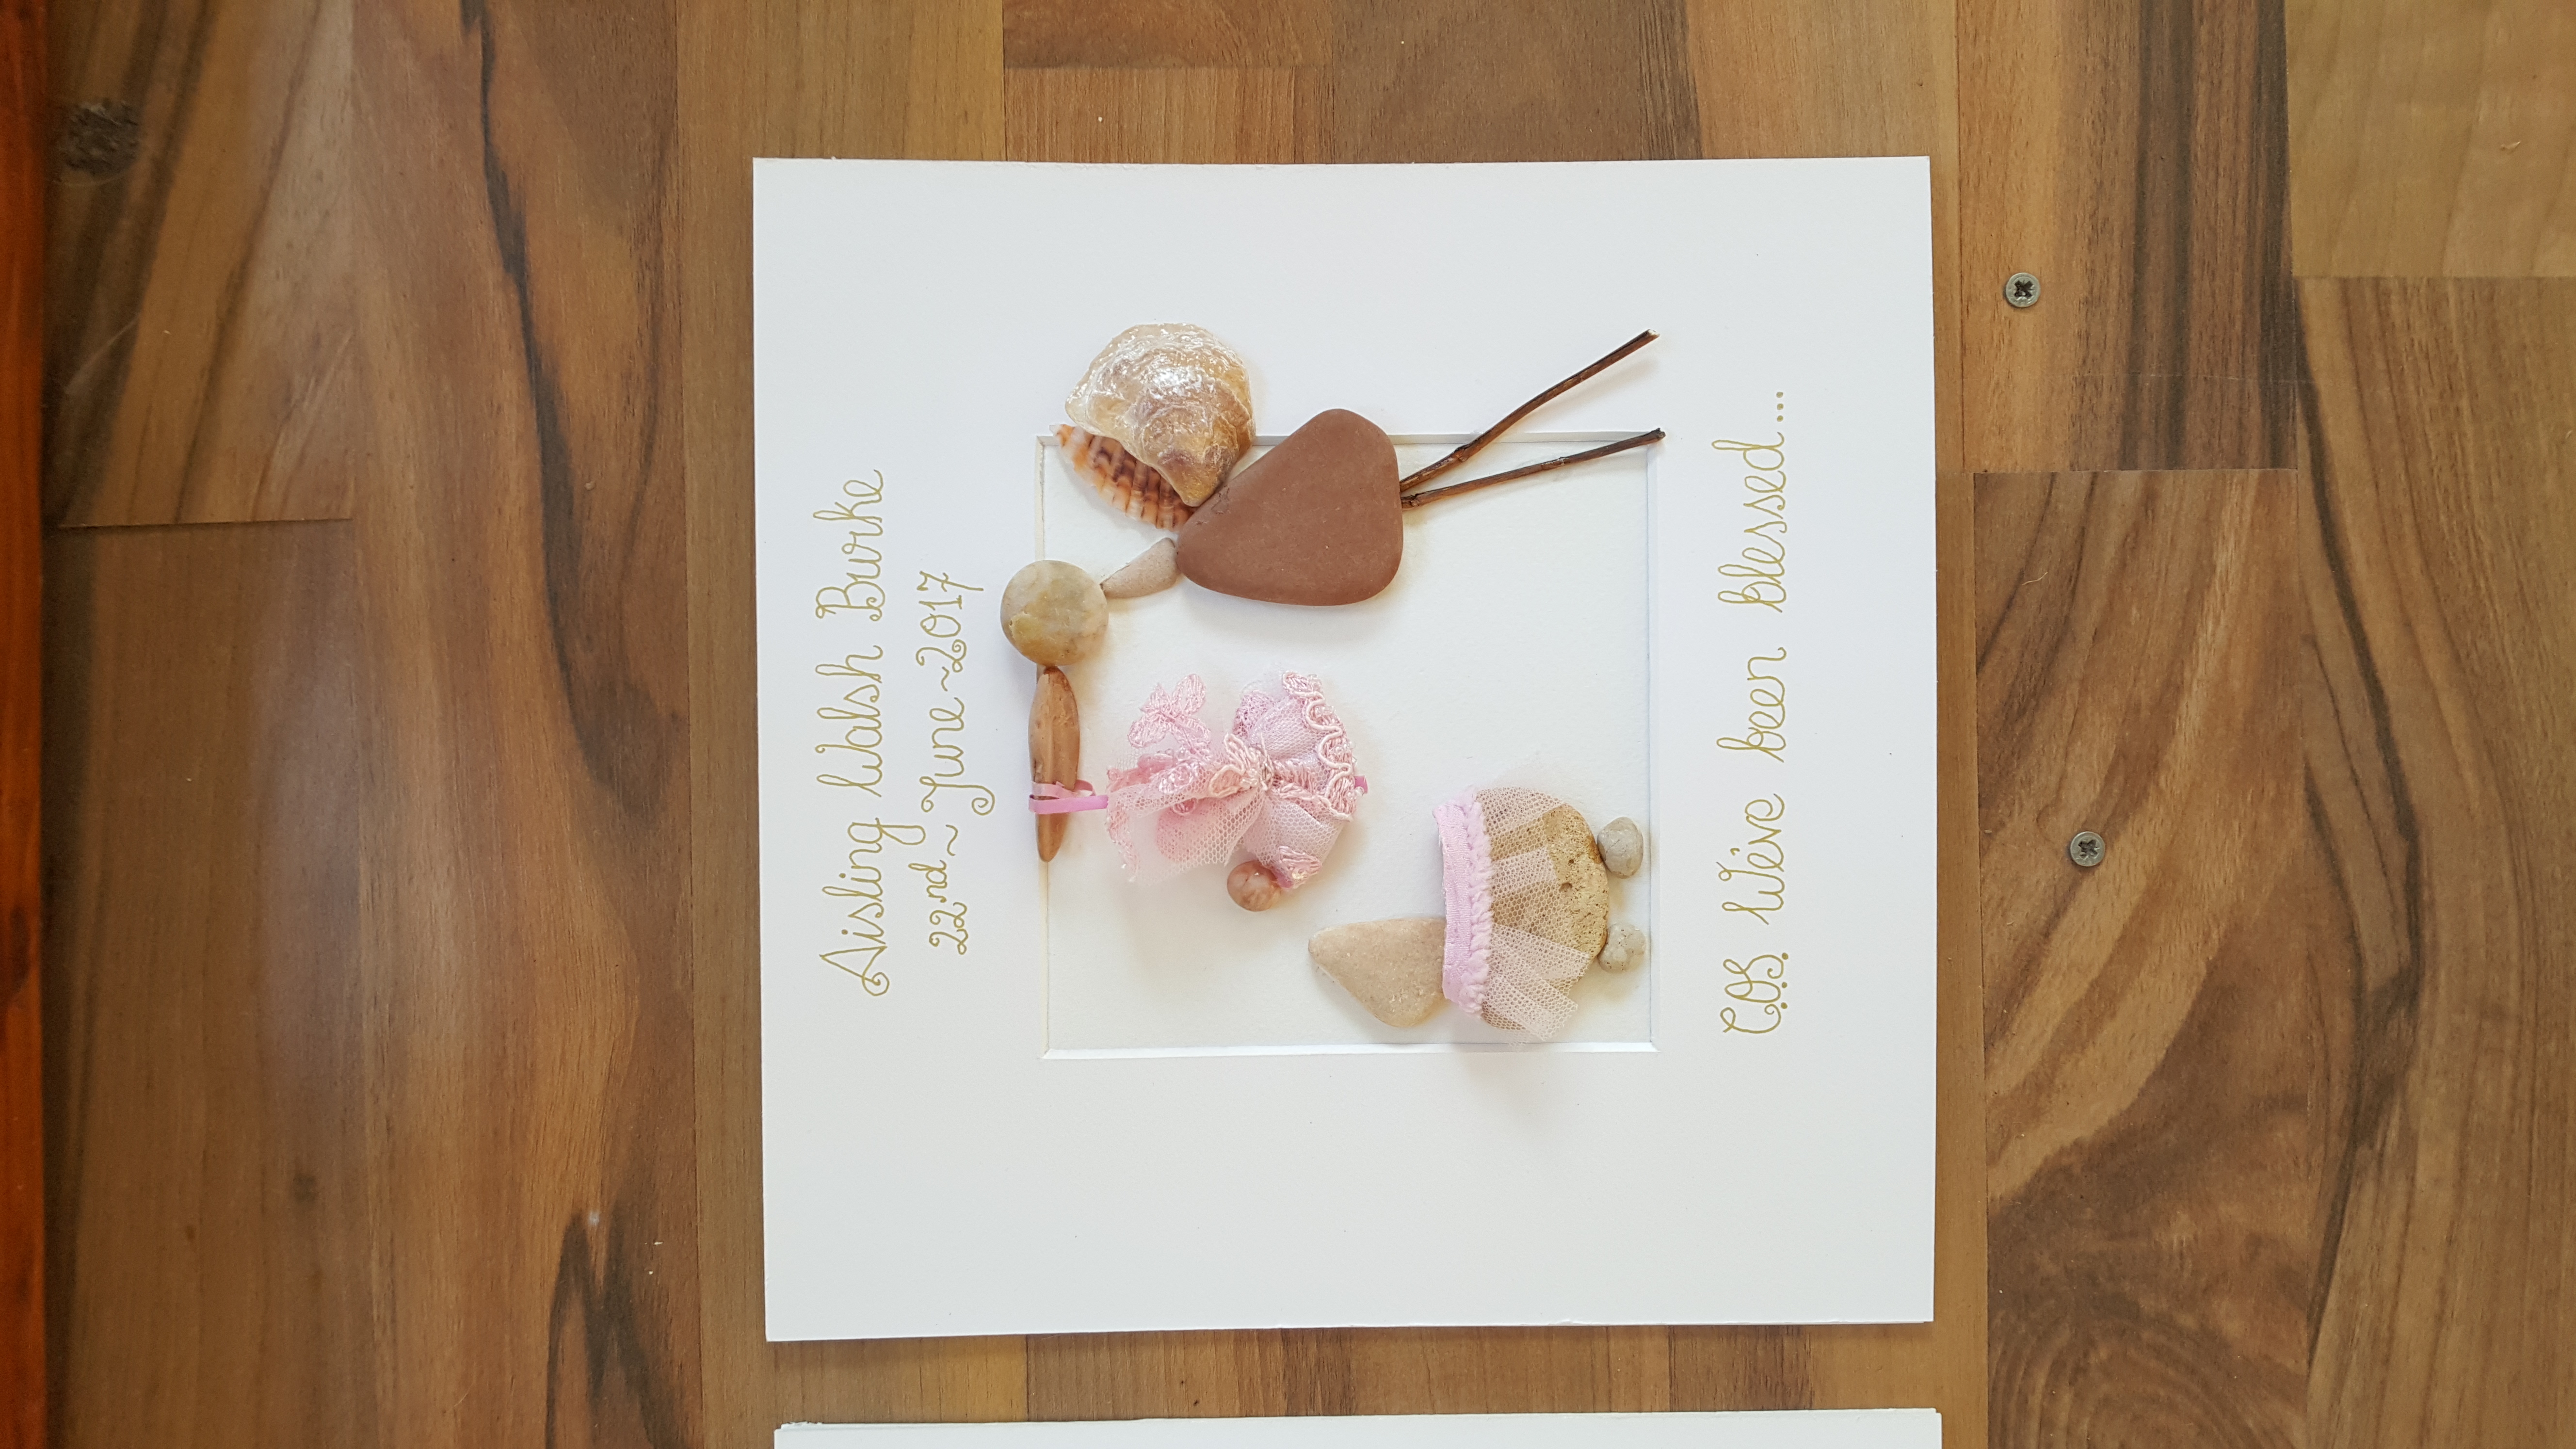 Aisling Walsh Burke
22nd~ June ~2017
C.O.S. We've been blessed...